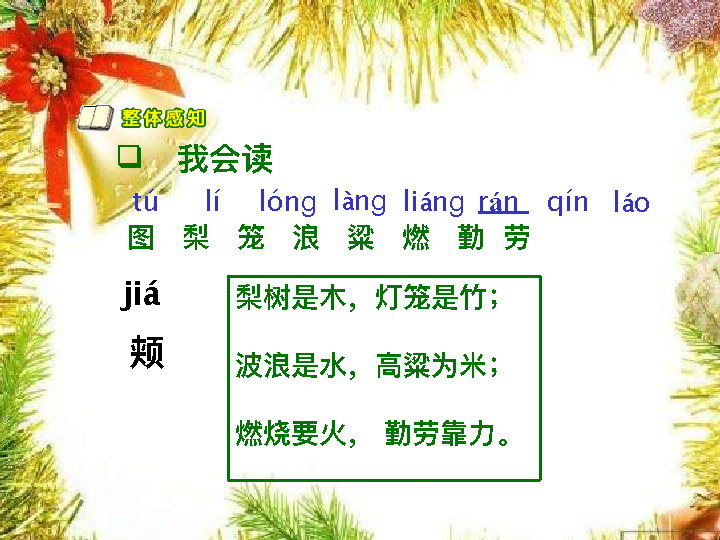 整体感知
我会读
tú lí lóng làng liáng rán qín láo
图 梨 笼 浪 粱 燃 勤 劳
jiá
颊
梨树是木，灯笼是竹；
波浪是水，高粱为米；
燃烧要火， 勤劳靠力。